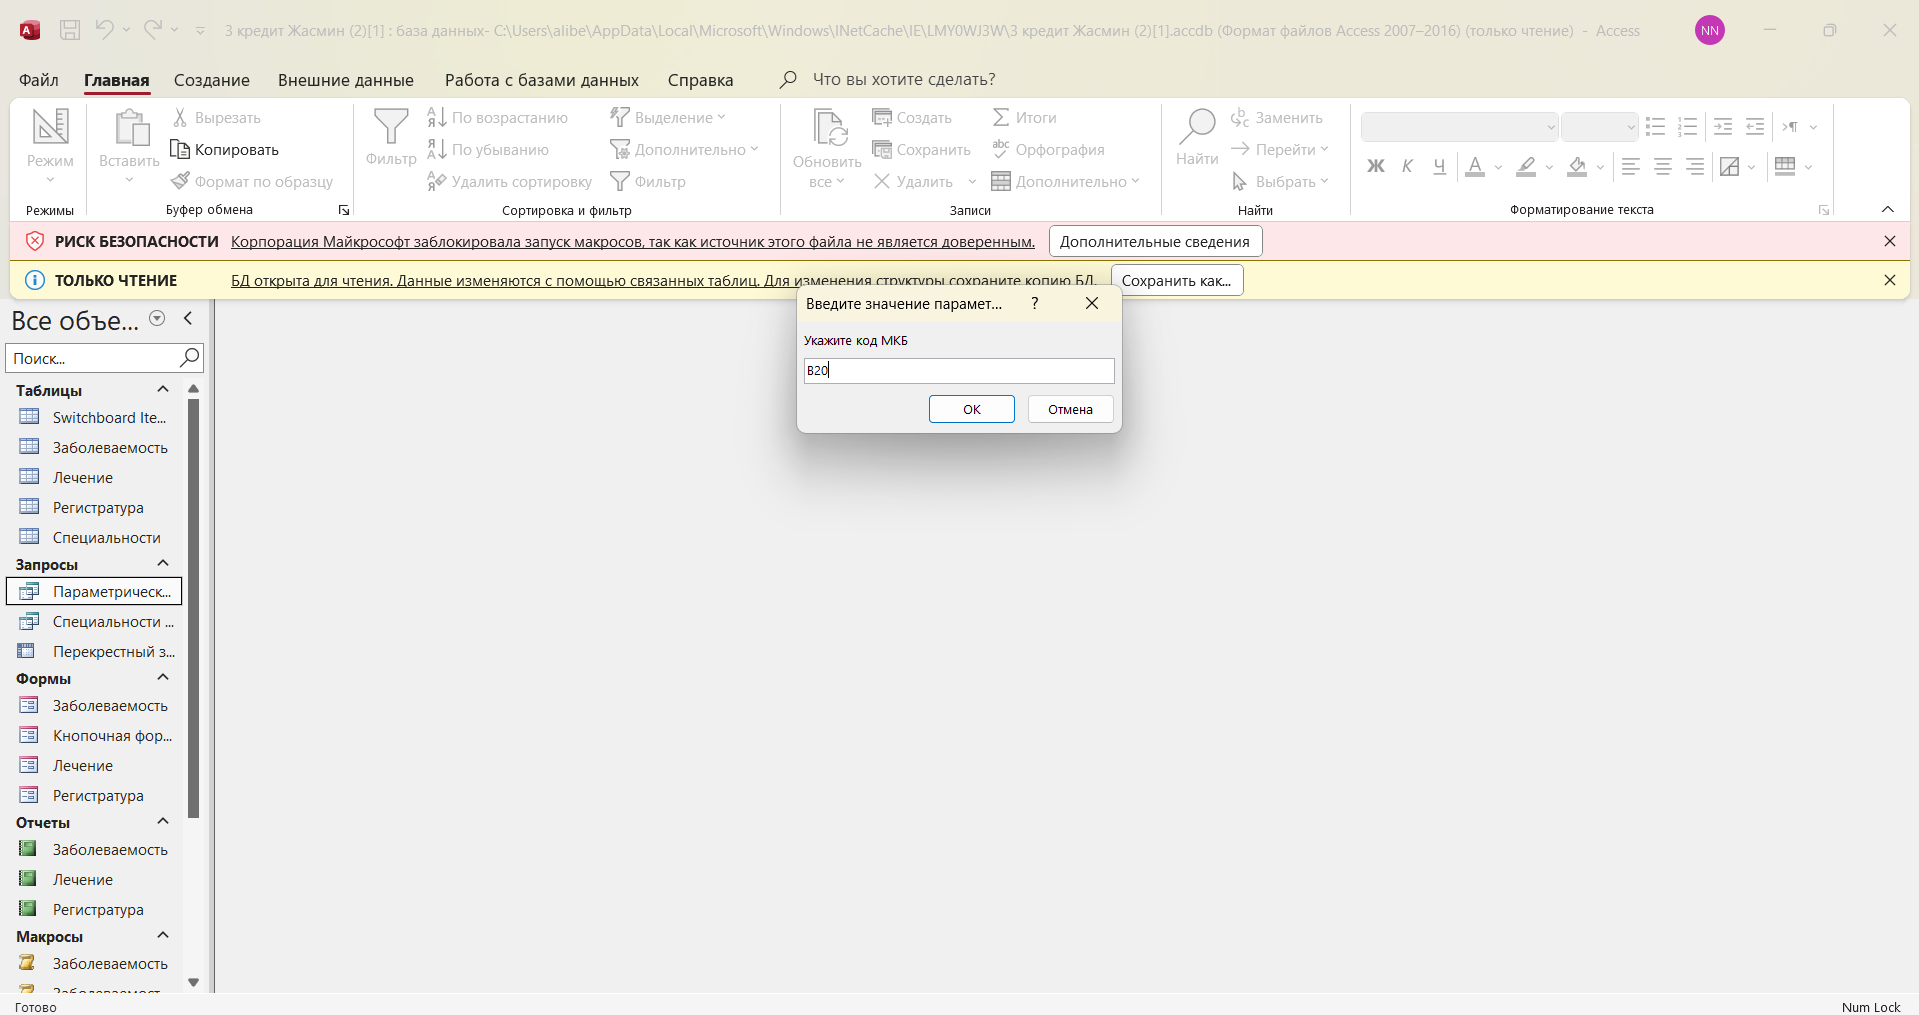 3 кредит Жасмин (2)[1] : база данных- C:\Users\alibe\AppData\Local\Microsoft\Windows\INetCache\IE\LMY0WJ3W\3 кредит Жасмин (2)[1].accdb (Формат файлов Access 2007–2016) (только чтение) - Access
NN
Файл Главная Создание Внешние данные Работа с базами данных Справка Что вы хотите сделать?
Режим
Режимы
Вставить
Вырезать
Копировать
Формат по образцу
Буфер обмена
Фильтр
По возрастанию
По убыванию
Удалить сортировку
Выделение
Дополнительно
Фильтр
Сортировка и фильтр
Обновить
все
Создать
Сохранить
Удалить
Итоги
Орфография
Дополнительно
Записи
Найти
Заменить
Перейти
Выбрать
Найти
Ж К Ч А
Форматирование текста
РИСК БЕЗОПАСНОСТИ Корпорация Майкрософт заблокировала запуск макросов, так как источник этого файла не является доверенным. Дополнительные сведения
ТОЛЬКО ЧТЕНИЕ БД открыта для чтения. Данные изменяются с помощью связанных таблиц. Для изменения структуры сохраните копию БД. Сохранить как...
Введите значение парамет... ?
Укажите код МКБ
B20
ОК Отмена
Все объе...
Поиск...
Таблицы
Switchboard Ite...
Заболеваемость
Лечение
Регистратура
Специальности
Запросы
Параметрическ...
Специальности ...
Перекрестный з...
Формы
Заболеваемость
Кнопочная фор...
Лечение
Регистратура
Отчеты
Заболеваемость
Лечение
Регистратура
Макросы
Заболеваемость
Готово
Num Lock